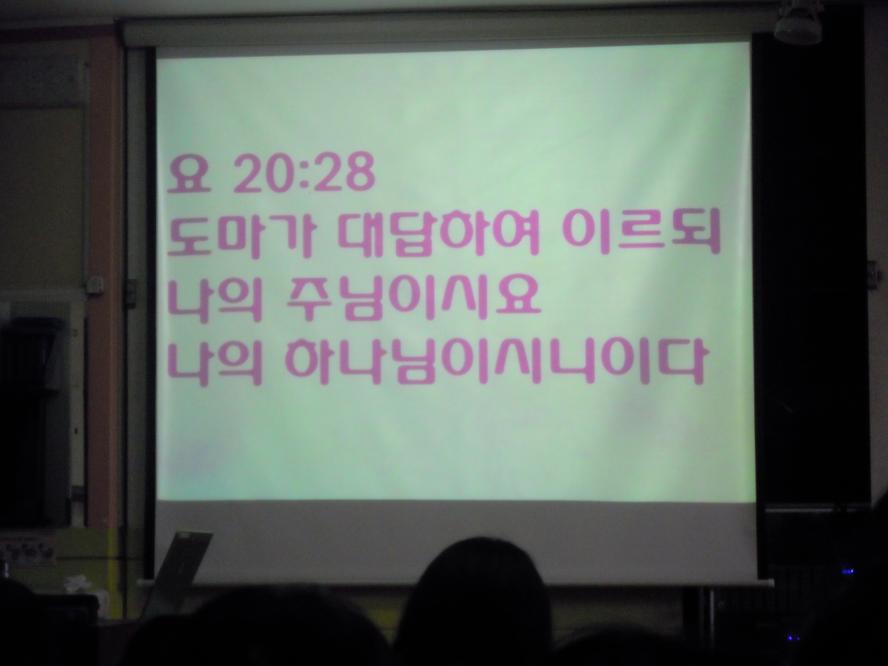 요 20:28
도마가 대답하여 이르되
나의 주님이시요
나의 하나님이시니이다